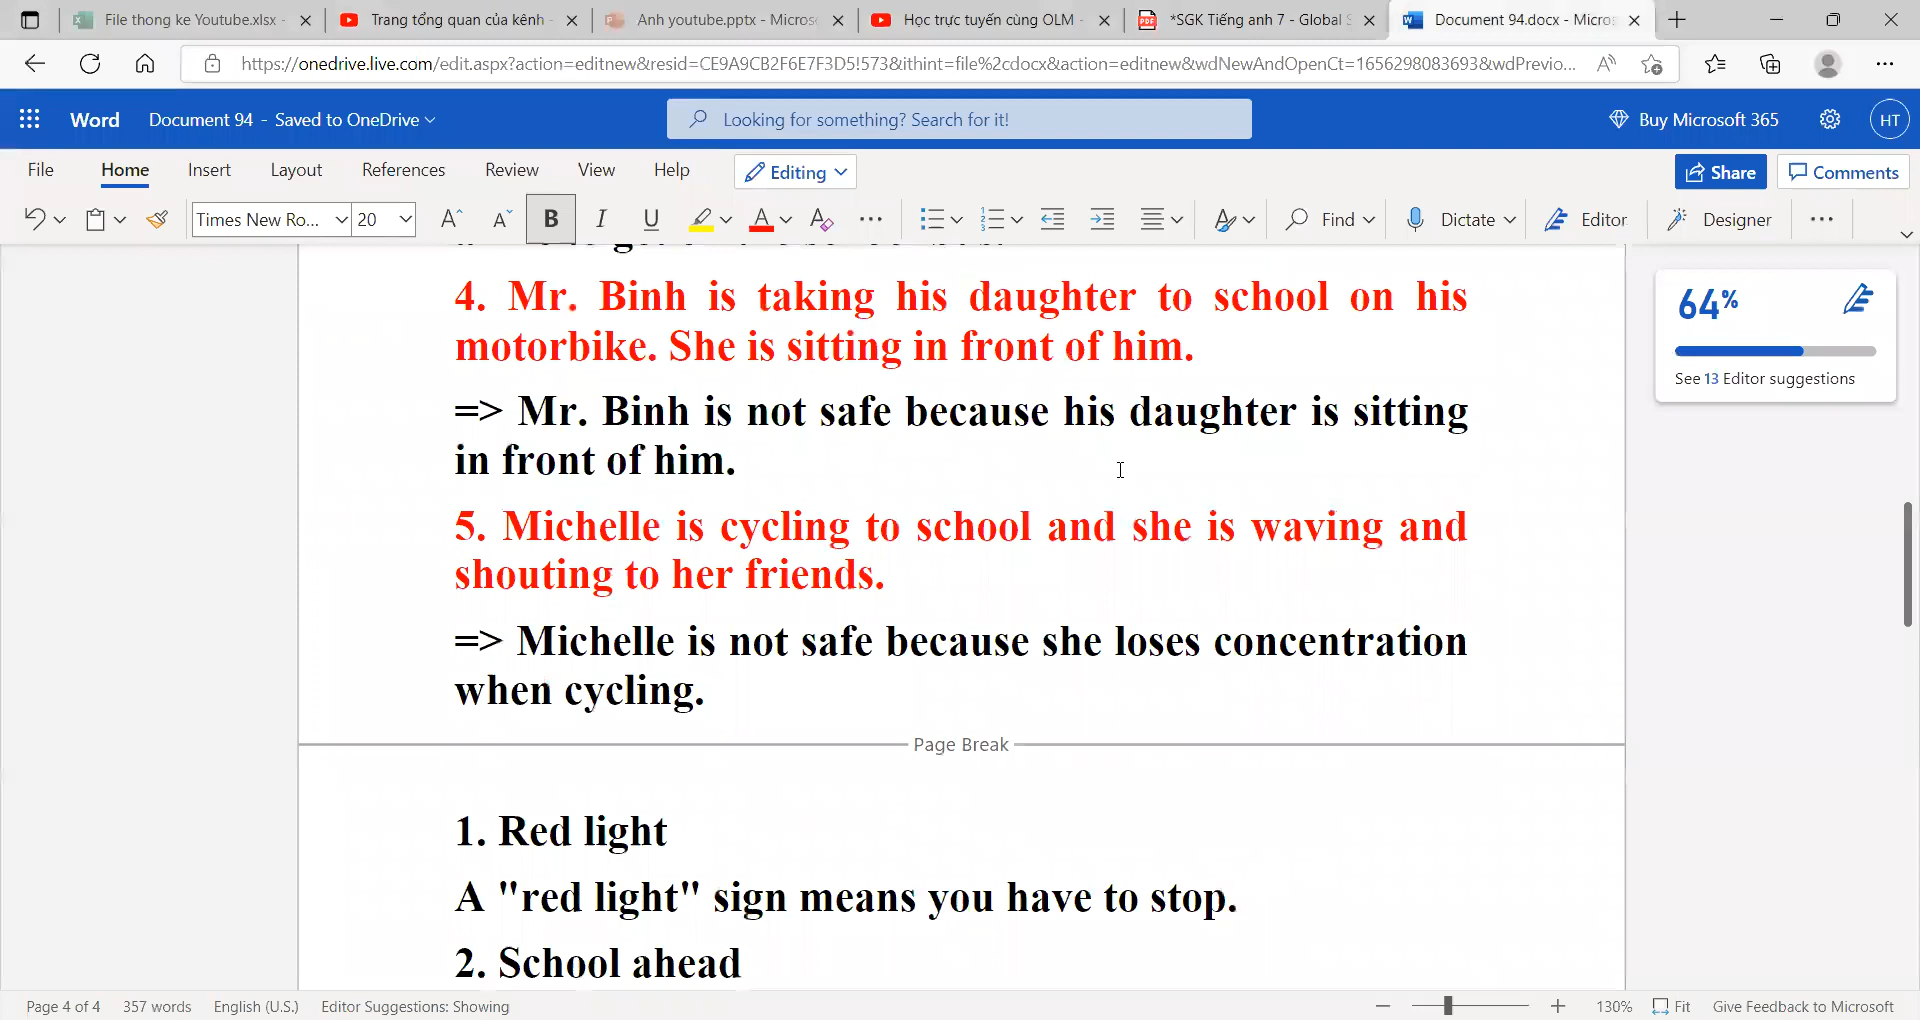 File thong ke Youtube.xlsx -
Trang tổng quan của kênh -
Anh youtube.pptx - Micros
Học trực tuyến cùng OLM -
*SGK Tiếng anh 7 - Global S
Document 94.docx - Micros
https://onedrive.live.com/edit.aspx?action=editnew&resid=CE9A9CB2F6E7F3D5!573&ithint=file%2cdocx&action=editnew&wdNewAndOpenCt=1656298083693&wdPrevio...
Word Document 94 - Saved to OneDrive
Looking for something? Search for it!
Buy Microsoft 365
HT
File Home Insert Layout References Review View Help Editing Share Comments
Times New Ro... 20 B I U A Find Dictate Editor Designer
4. Mr. Binh is taking his daughter to school on his
motorbike. She is sitting in front of him.
=> Mr. Binh is not safe because his daughter is sitting
in front of him.
5. Michelle is cycling to school and she is waving and
shouting to her friends.
=> Michelle is not safe because she loses concentration
when cycling.
Page Break
1. Red light
A "red light" sign means you have to stop.
2. School ahead
64%
See 13 Editor suggestions
Page 4 of 4 357 words English (U.S.) Editor Suggestions: Showing 130% Fit Give Feedback to Microsoft